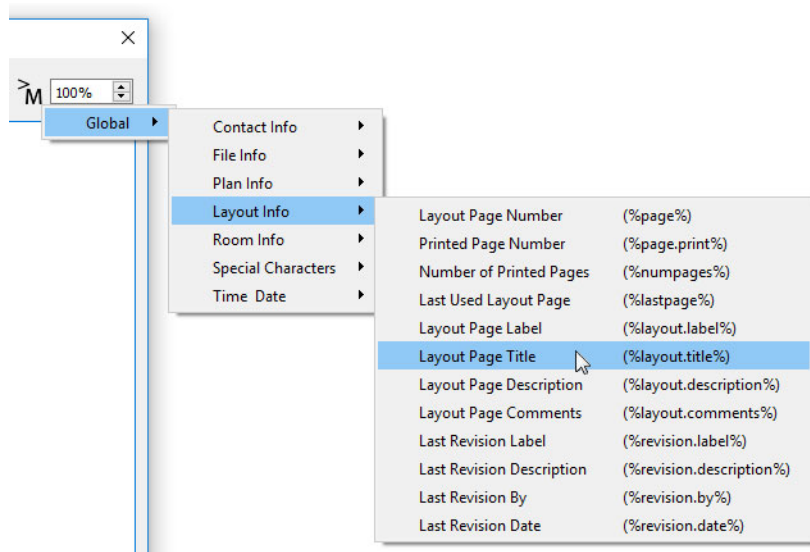 >M 100%
Global
Contact Info
File Info
Plan Info
Layout Info
Room Info
Special Characters
Time Date
Layout Page Number (%page%)
Printed Page Number (%page.print%)
Number of Printed Pages (%numpages%)
Last Used Layout Page (%lastpage%)
Layout Page Label (%layout.label%)
Layout Page Title (%layout.title%)
Layout Page Description (%layout.description%)
Layout Page Comments (%layout.comments%)
Last Revision Label (%revision.label%)
Last Revision Description (%revision.description%)
Last Revision By (%revision.by%)
Last Revision Date (%revision.date%)